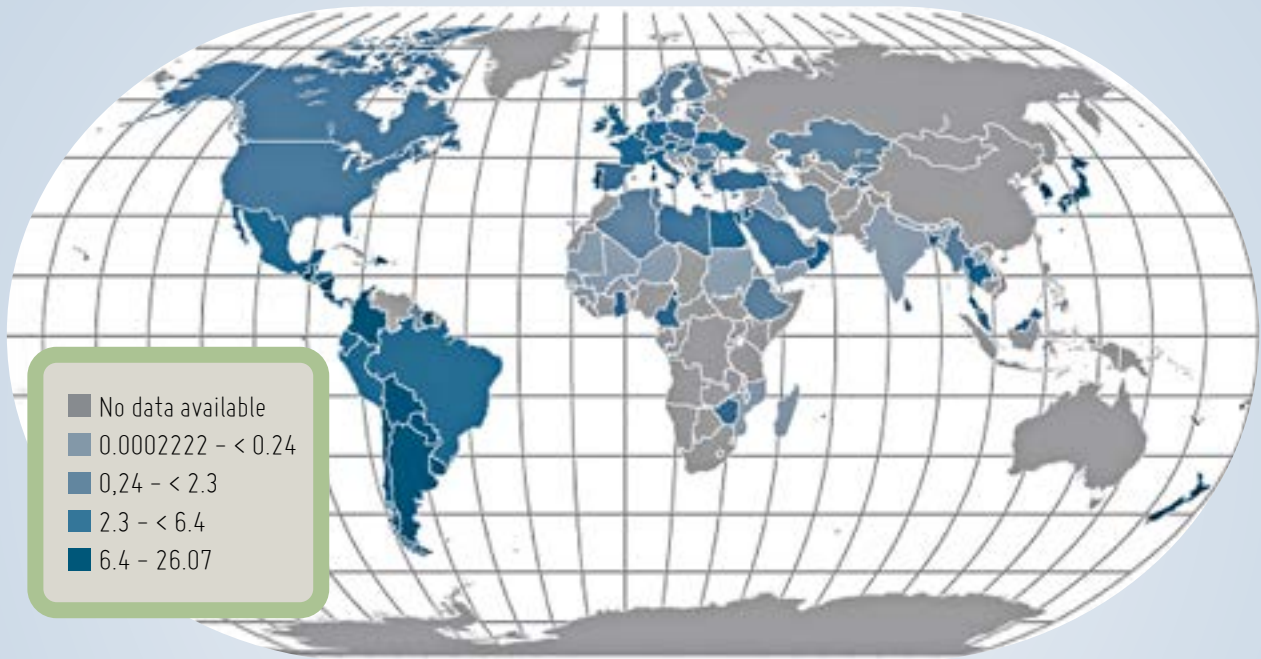 No data available
0.0002222 – < 0.24
0,24 – < 2.3
2.3 – < 6.4
6.4 – 26.07